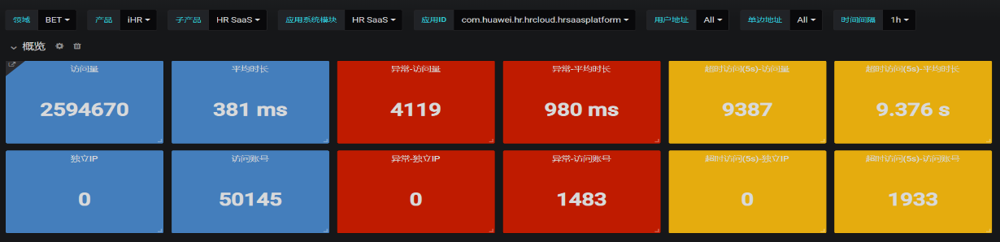 领域 BET 产品 iHR 子产品 HR SaaS 应用系统模块 HR SaaS 应用ID com.huawei.hr.hrcloud.hrsaasplatform 用户地址 All 单边地址 All 时间间隔 1h
概览
访问量 平均时长 异常-访问量 异常-平均时长 超时访问(5s)-访问量 超时访问(5s)-平均时长
2594670 381 ms 4119 980 ms 9387 9.376 s
独立IP 访问账号 异常-独立IP 异常-访问账号 超时访问(5s)-独立IP 超时访问(5s)-访问账号
0 50145 0 1483 0 1933